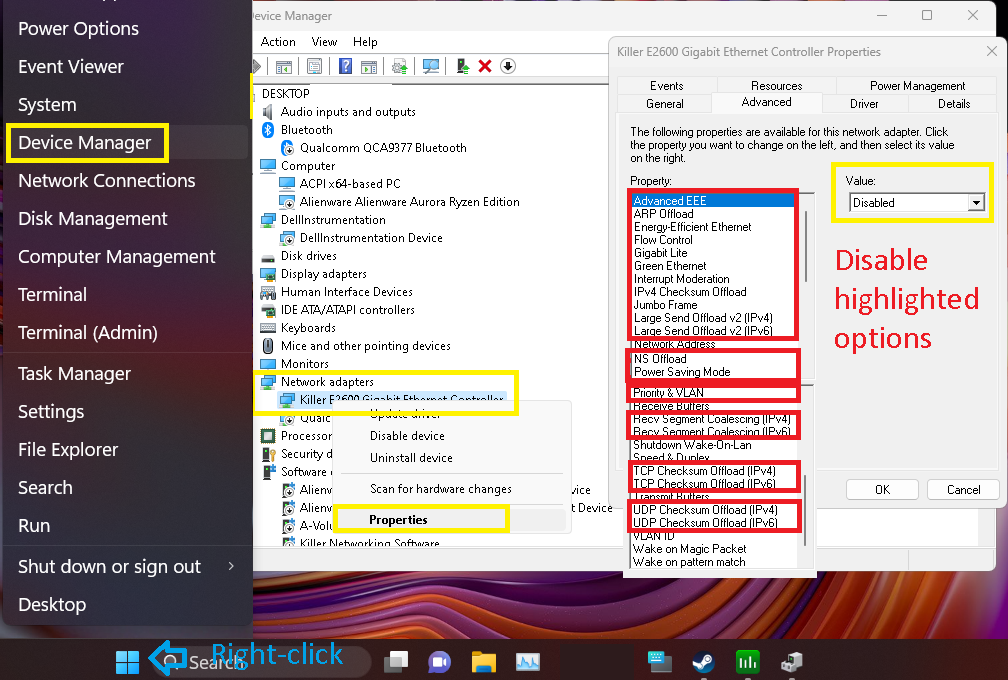 Power Options
Event Viewer
System
Device Manager
Network Connections
Disk Management
Computer Management
Terminal
Terminal (Admin)
Task Manager
Settings
File Explorer
Search
Run
Shut down or sign out
Desktop
Device Manager
Action View Help
DESKTOP
Audio inputs and outputs
Bluetooth
Qualcomm QCA9377 Bluetooth
Computer
ACPI x64-based PC
Alienware Alienware Aurora Ryzen Edition
DellInstrumentation
DellInstrumentation Device
Disk drives
Display adapters
Human Interface Devices
IDE ATA/ATAPI controllers
Keyboards
Mice and other pointing devices
Monitors
Network adapters
Killer E2600 Gigabit Ethernet Controller
Qualc
Processor
Security d
Software
Alienw
Alienw
A-Volu
Killer Networking Software
vice
t Device
Update driver
Disable device
Uninstall device
Scan for hardware changes
Properties
Killer E2600 Gigabit Ethernet Controller Properties
Events Resources Power Management
General Advanced Driver Details
The following properties are available for this network adapter. Click
the property you want to change on the left, and then select its value
on the right.
Property:
Advanced EEE
ARP Offload
Energy-Efficient Ethernet
Flow Control
Gigabit Lite
Green Ethernet
Interrupt Moderation
IPv4 Checksum Offload
Jumbo Frame
Large Send Offload v2 (IPv4)
Large Send Offload v2 (IPv6)
Network Address
NS Offload
Power Saving Mode
Priority & VLAN
Receive Buffers
Recv Segment Coalescing (IPv4)
Recv Segment Coalescing (IPv6)
Shutdown Wake-On-Lan
Speed & Duplex
TCP Checksum Offload (IPv4)
TCP Checksum Offload (IPv6)
Transmit Buffers
UDP Checksum Offload (IPv4)
UDP Checksum Offload (IPv6)
VLAN ID
Wake on Magic Packet
Wake on pattern match
Value:
Disabled
Disable
highlighted
options
OK Cancel
Search
Right-click